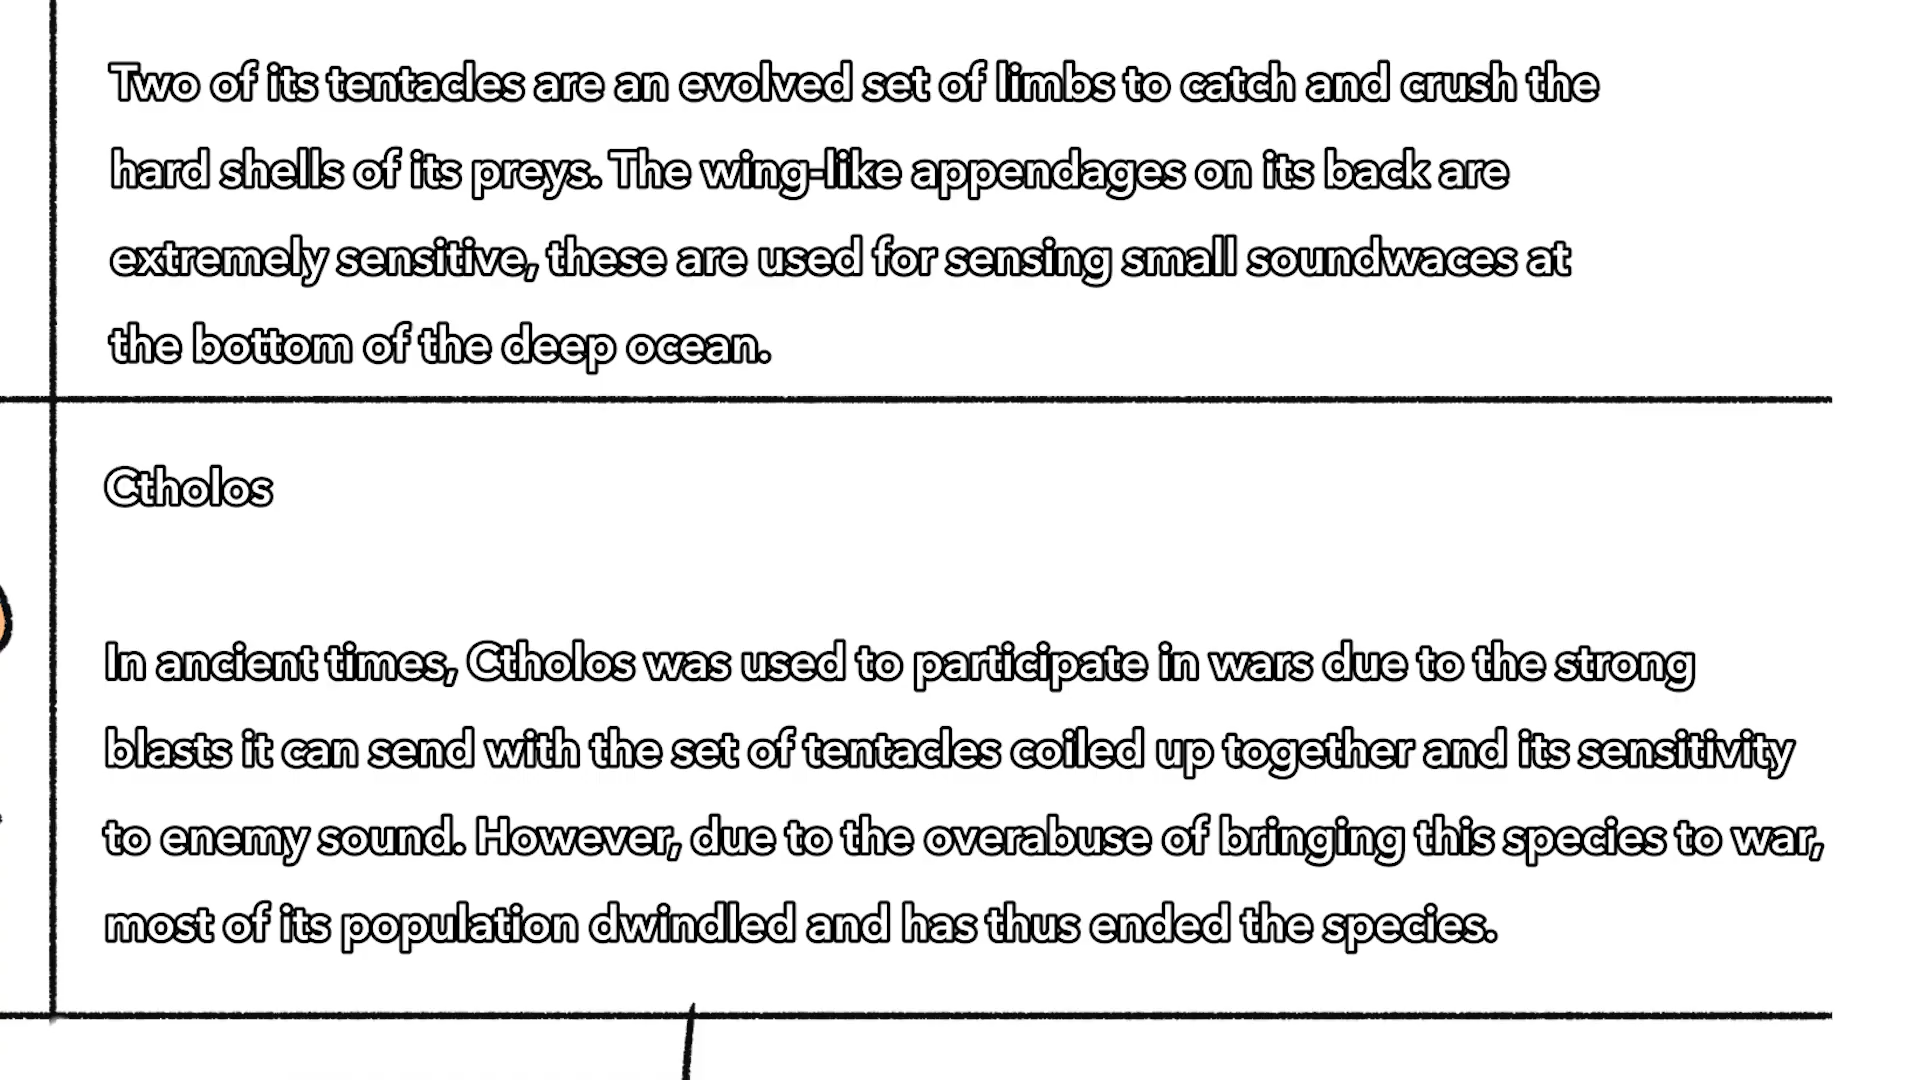 Two of its tentacles are an evolved set of limbs to catch and crush the
hard shells of its preys. The wing-like appendages on its back are
extremely sensitive, these are used for sensing small soundwaces at
the bottom of the deep ocean.
Ctholos
In ancient times, Ctholos was used to participate in wars due to the strong
blasts it can send with the set of tentacles coiled up together and its sensitivity
to enemy sound. However, due to the overabuse of bringing this species to war,
most of its population dwindled and has thus ended the species.